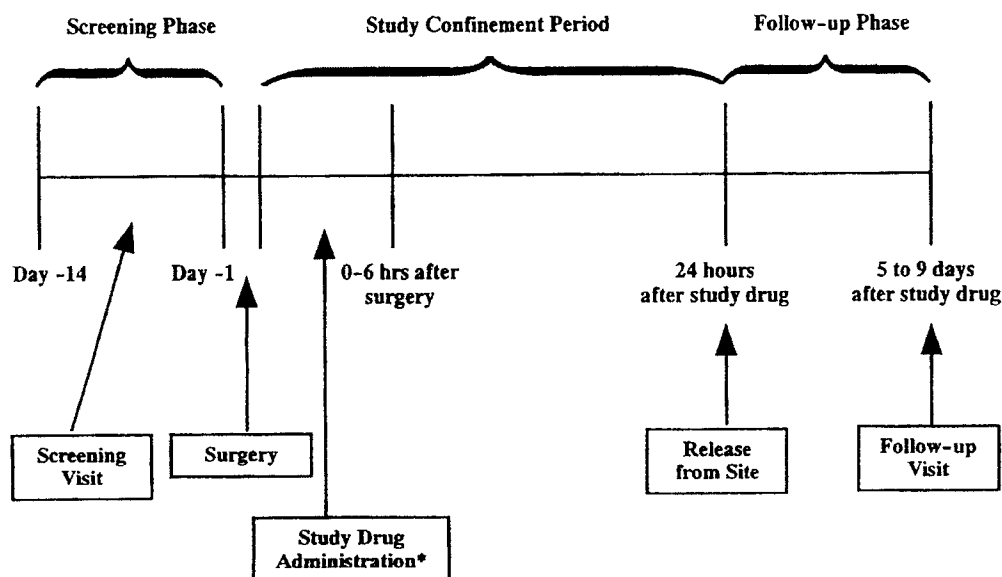 Screening Phase
Study Confinement Period
Follow-up Phase
Day -14
Day -1
0-6 hrs after
surgery
24 hours
after study drug
5 to 9 days
after study drug
Screening
Visit
Surgery
Study Drug
Administration*
Release
from Site
Follow-up
Visit